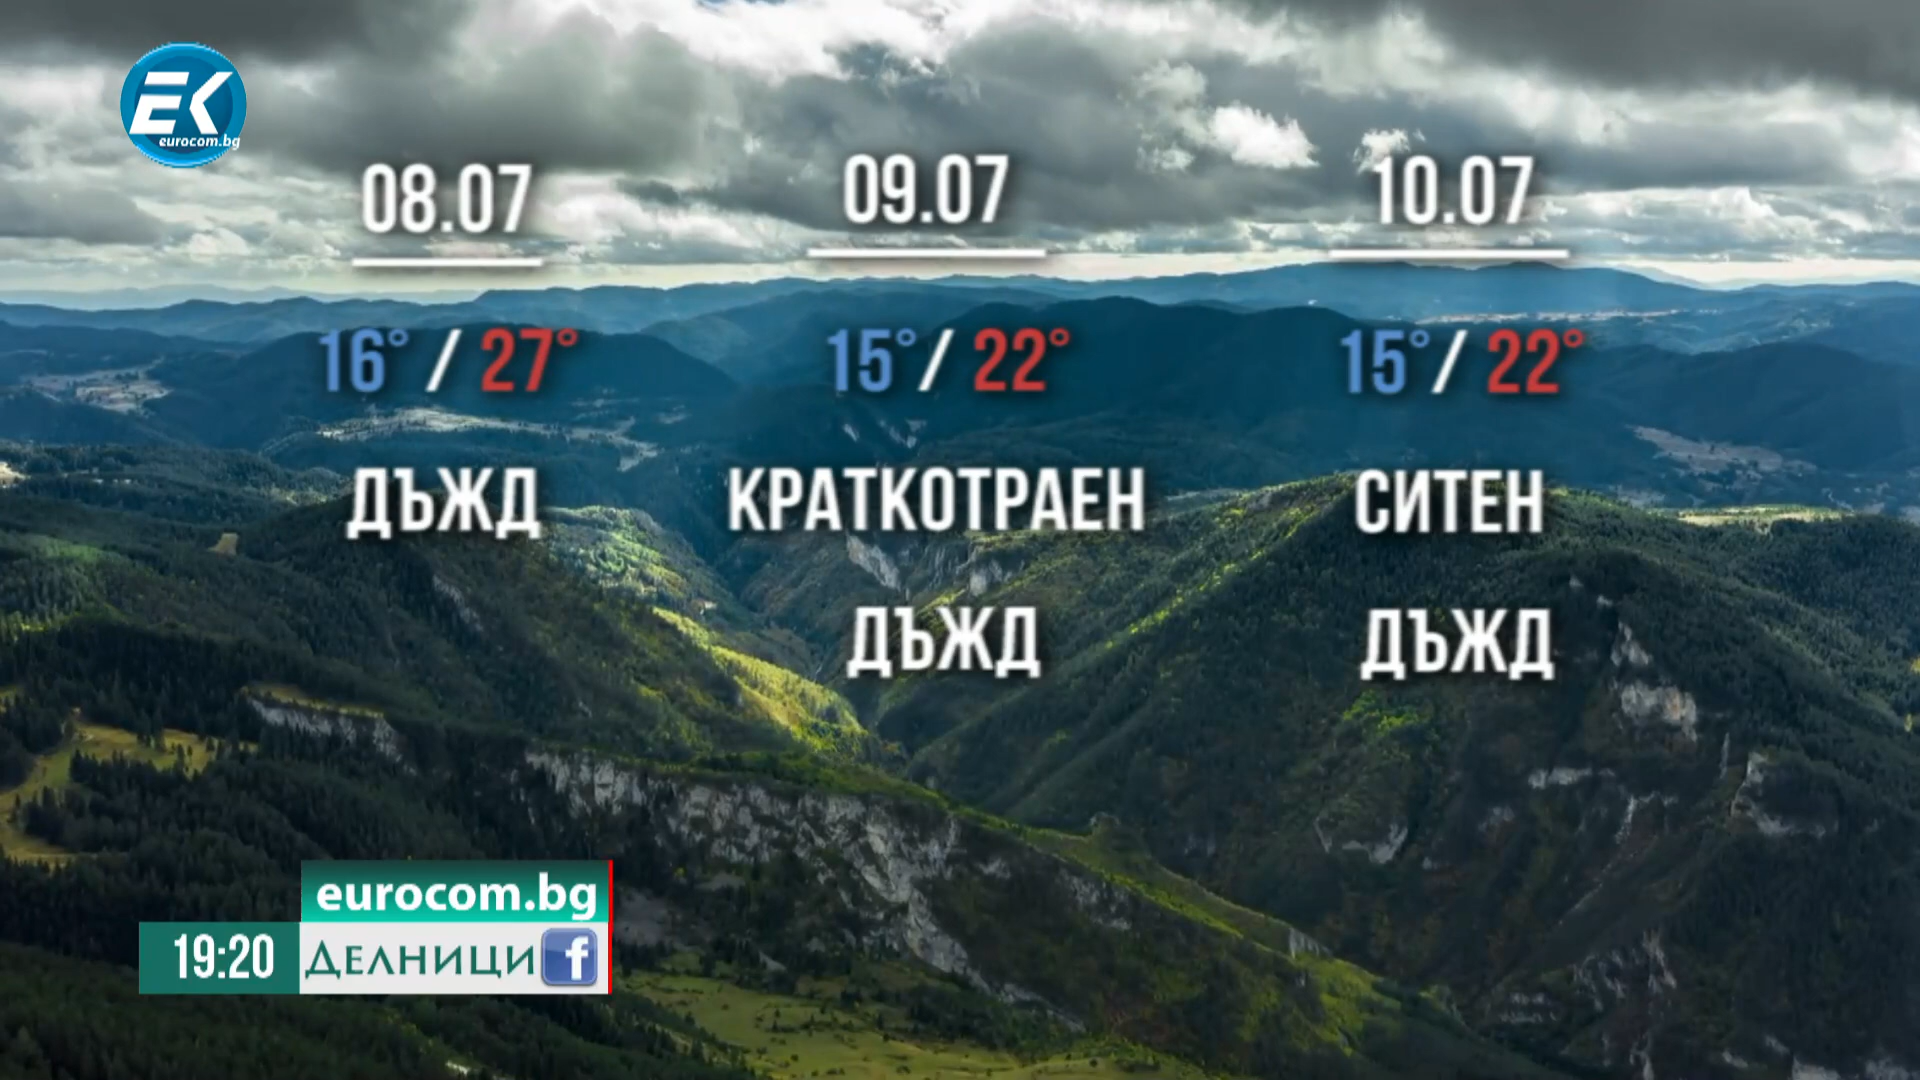 EK
eurocom.bg
08.07
09.07
10.07
16° / 27°
15° / 22°
15° / 22°
ДЪЖД
КРАТКОТРАЕН
ДЪЖД
СИТЕН
ДЪЖД
eurocom.bg
19:20
ДЕЛНИЦИ f